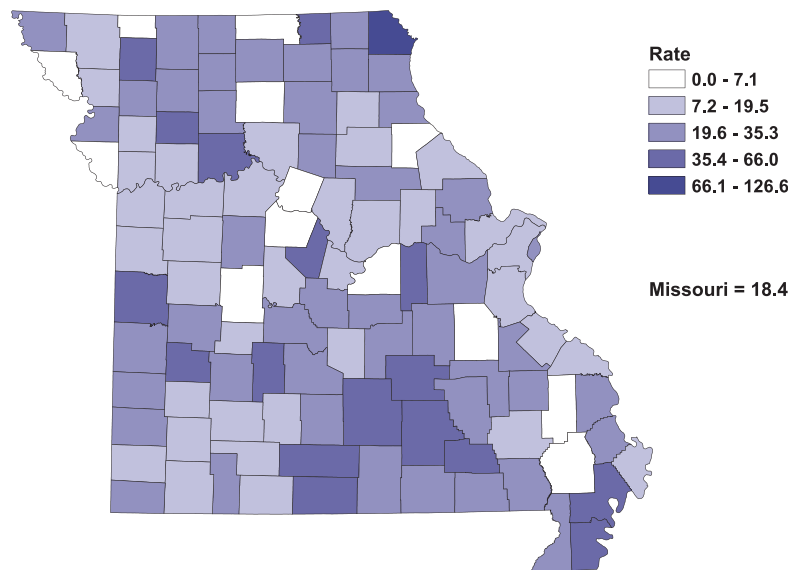 Rate
0.0 - 7.1
7.2 - 19.5
19.6 - 35.3
35.4 - 66.0
66.1 - 126.6
Missouri = 18.4